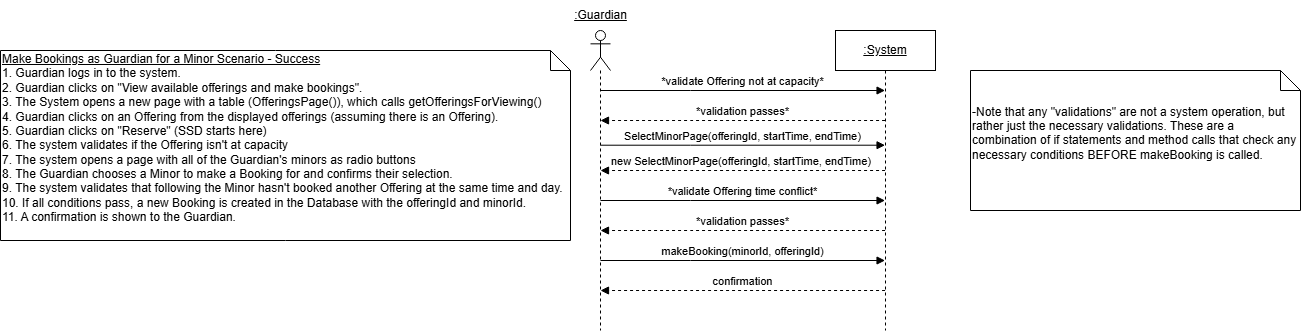 :Guardian
:System
Make Bookings as Guardian for a Minor Scenario - Success
1. Guardian logs in to the system.
2. Guardian clicks on "View available offerings and make bookings".
3. The System opens a new page with a table (OfferingsPage()), which calls getOfferingsForViewing()
4. Guardian clicks on an Offering from the displayed offerings (assuming there is an Offering).
5. Guardian clicks on "Reserve" (SSD starts here)
6. The System validates if the Offering isn't at capacity
7. The system opens a page with all of the Guardian's minors as radio buttons
8. The Guardian chooses a Minor to make a Booking for and confirms their selection.
9. The system validates that following the Minor hasn't booked another Offering at the same time and day.
10. If all conditions pass, a new Booking is created in the Database with the offeringId and minorId.
11. A confirmation is shown to the Guardian.
*validate Offering not at capacity*
*validation passes*
SelectMinorPage(offeringId, startTime, endTime)
new SelectMinorPage(offeringId, startTime, endTime)
*validate Offering time conflict*
*validation passes*
makeBooking(minorId, offeringId)
confirmation
-Note that any "validations" are not a system operation, but
rather just the necessary validations. These are a
combination of if statements and method calls that check any
necessary conditions BEFORE makeBooking is called.